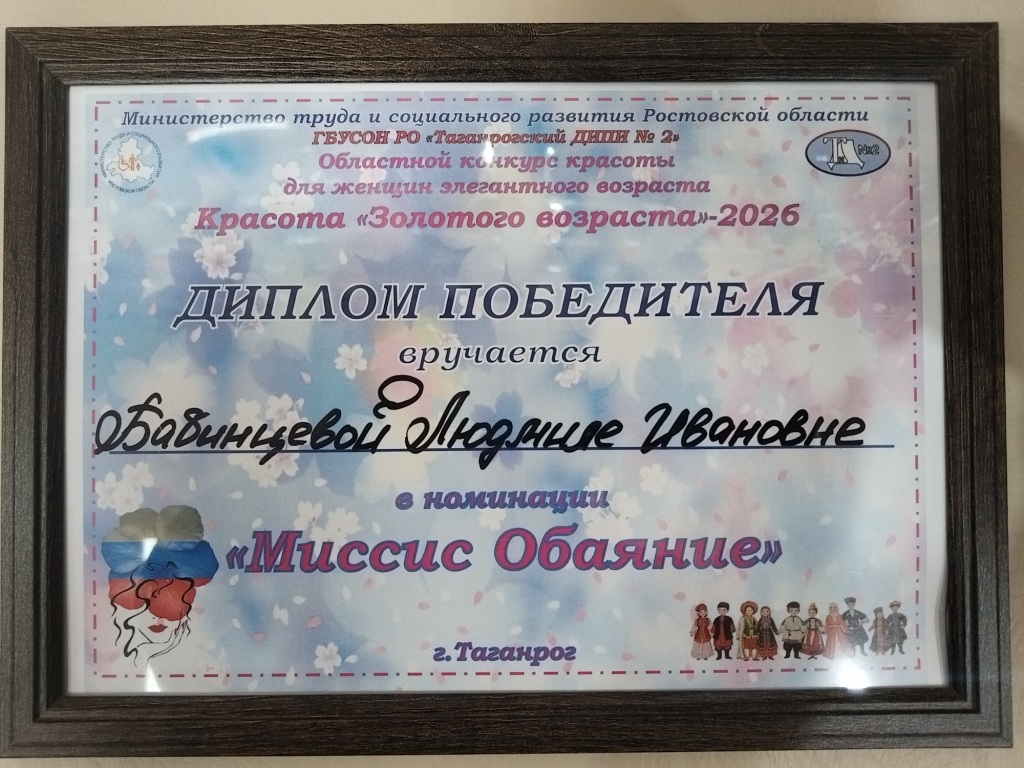 Министерство труда и социального развития Ростовской области
ГБУСОН РО «Таганрогский ДИПИ № 2»
Областной конкурс красоты
для женщин элегантного возраста
Красота «Золотого возраста»-2026
ДИПЛОМ ПОБЕДИТЕЛЯ
вручается
Бабинцевой Людмиле Ивановне
в номинации
«Миссис Обаяние»
г.Таганрог
№2